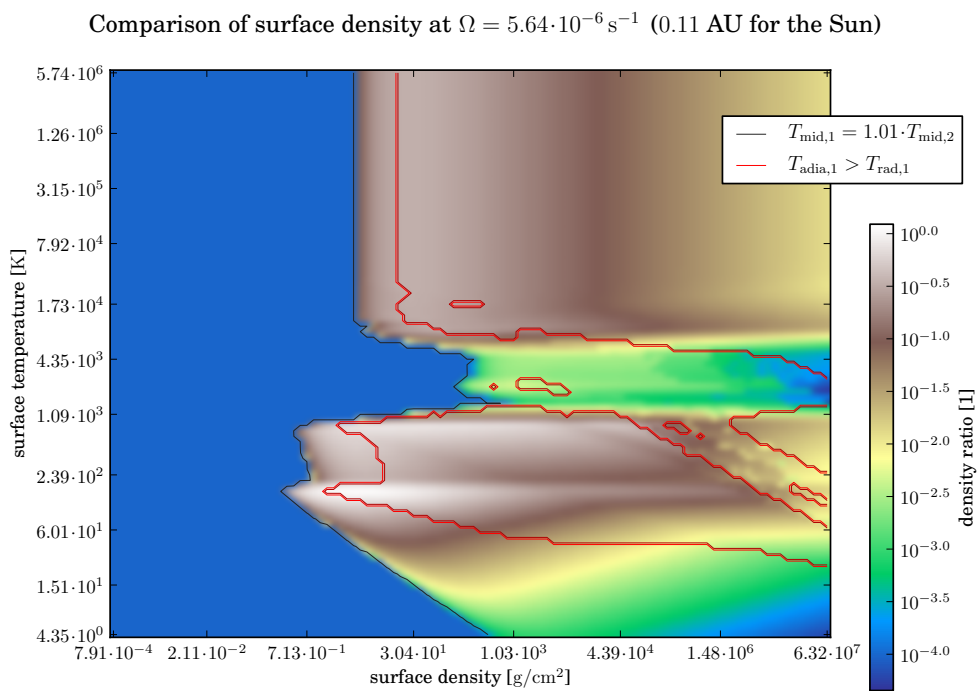 Comparison of surface density at Ω = 5.64·10⁻⁶ s⁻¹ (0.11 AU for the Sun)
T_mid,1 = 1.01·T_mid,2
T_adia,1 > T_rad,1
surface temperature [K]
5.74·10⁶
1.26·10⁶
3.15·10⁵
7.92·10⁴
1.73·10⁴
4.35·10³
1.09·10³
2.39·10²
6.01·10¹
1.51·10¹
4.35·10⁰
7.91·10⁻⁴ 2.11·10⁻² 7.13·10⁻¹ 3.04·10¹ 1.03·10³ 4.39·10⁴ 1.48·10⁶ 6.32·10⁷
surface density [g/cm²]
10^0.0
10^−0.5
10^−1.0
10^−1.5
10^−2.0
10^−2.5
10^−3.0
10^−3.5
10^−4.0
density ratio [1]